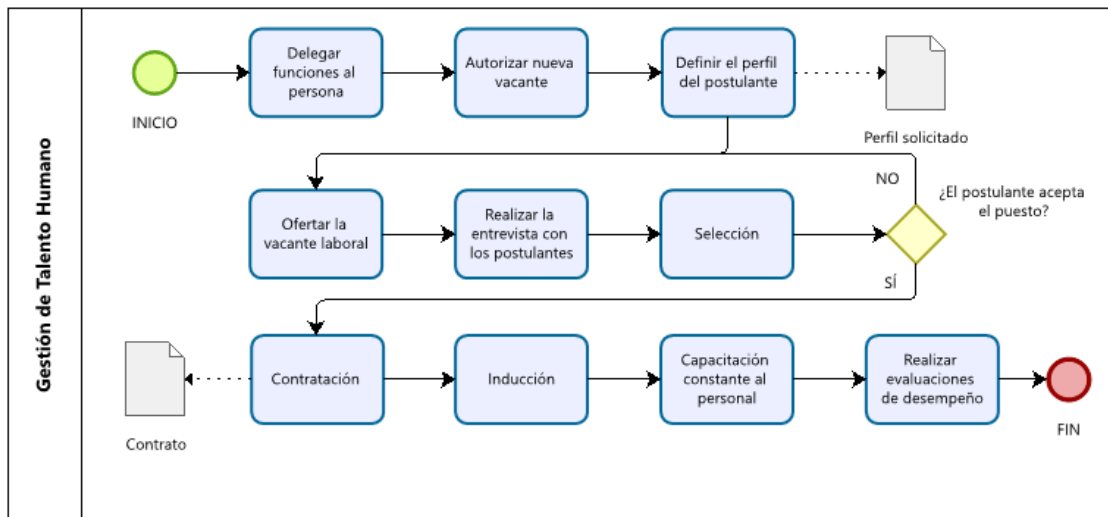 Gestión de Talento Humano
INICIO
Delegar
funciones al
persona
Autorizar nueva
vacante
Definir el perfil
del postulante
Perfil solicitado
Ofertar la
vacante laboral
Realizar la
entrevista con
los postulantes
Selección
NO
¿El postulante acepta
el puesto?
SÍ
Contrato
Contratación
Inducción
Capacitación
constante al
personal
Realizar
evaluaciones
de desempeño
FIN